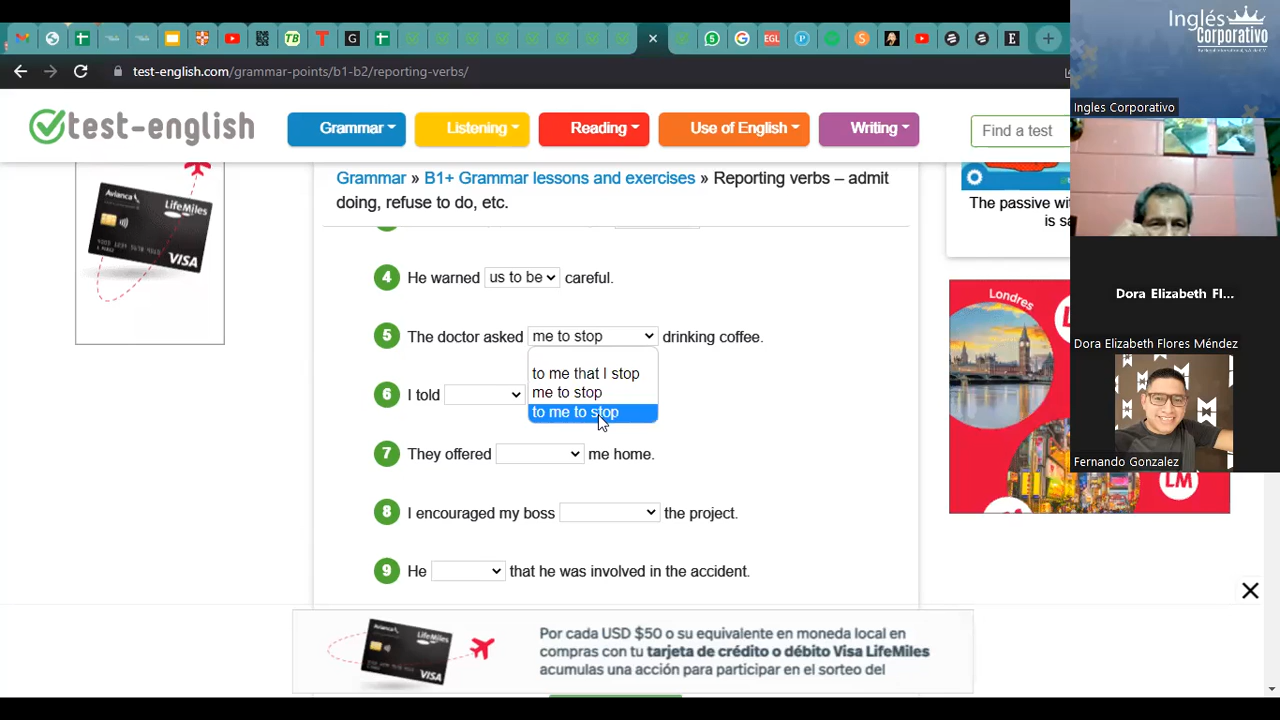 TB
T
G
EGL
P
S
E
test-english.com/grammar-points/b1-b2/reporting-verbs/
test-english
Grammar
Listening
Reading
Use of English
Writing
Find a test
Grammar » B1+ Grammar lessons and exercises » Reporting verbs – admit
doing, refuse to do, etc.
4 He warned us to be careful.
5 The doctor asked me to stop drinking coffee.
to me that I stop
me to stop
to me to stop
6 I told
7 They offered me home.
8 I encouraged my boss the project.
9 He that he was involved in the accident.
Avianca LifeMiles
VISA
The passive wi
is sa
Londres
LM
Inglés
Corporativo
Ingles Corporativo
Dora Elizabeth Fl...
Dora Elizabeth Flores Méndez
Fernando Gonzalez
LifeMiles
VISA
Por cada USD $50 o su equivalente en moneda local en
compras con tu tarjeta de crédito o débito Visa LifeMiles
acumulas una acción para participar en el sorteo del